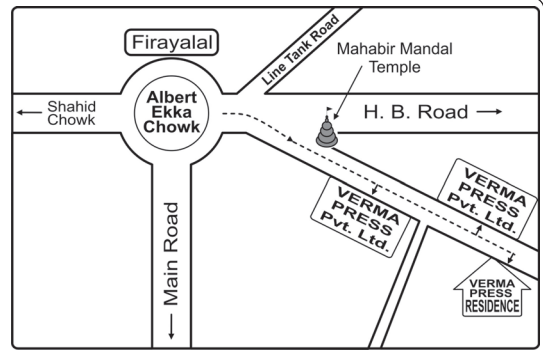 Firayalal
Line Tank Road
Mahabir Mandal
Temple
Shahid
Chowk
Albert
Ekka
Chowk
H. B. Road
VERMA
PRESS
Pvt. Ltd.
VERMA
PRESS
Pvt. Ltd.
Main Road
VERMA
PRESS
RESIDENCE